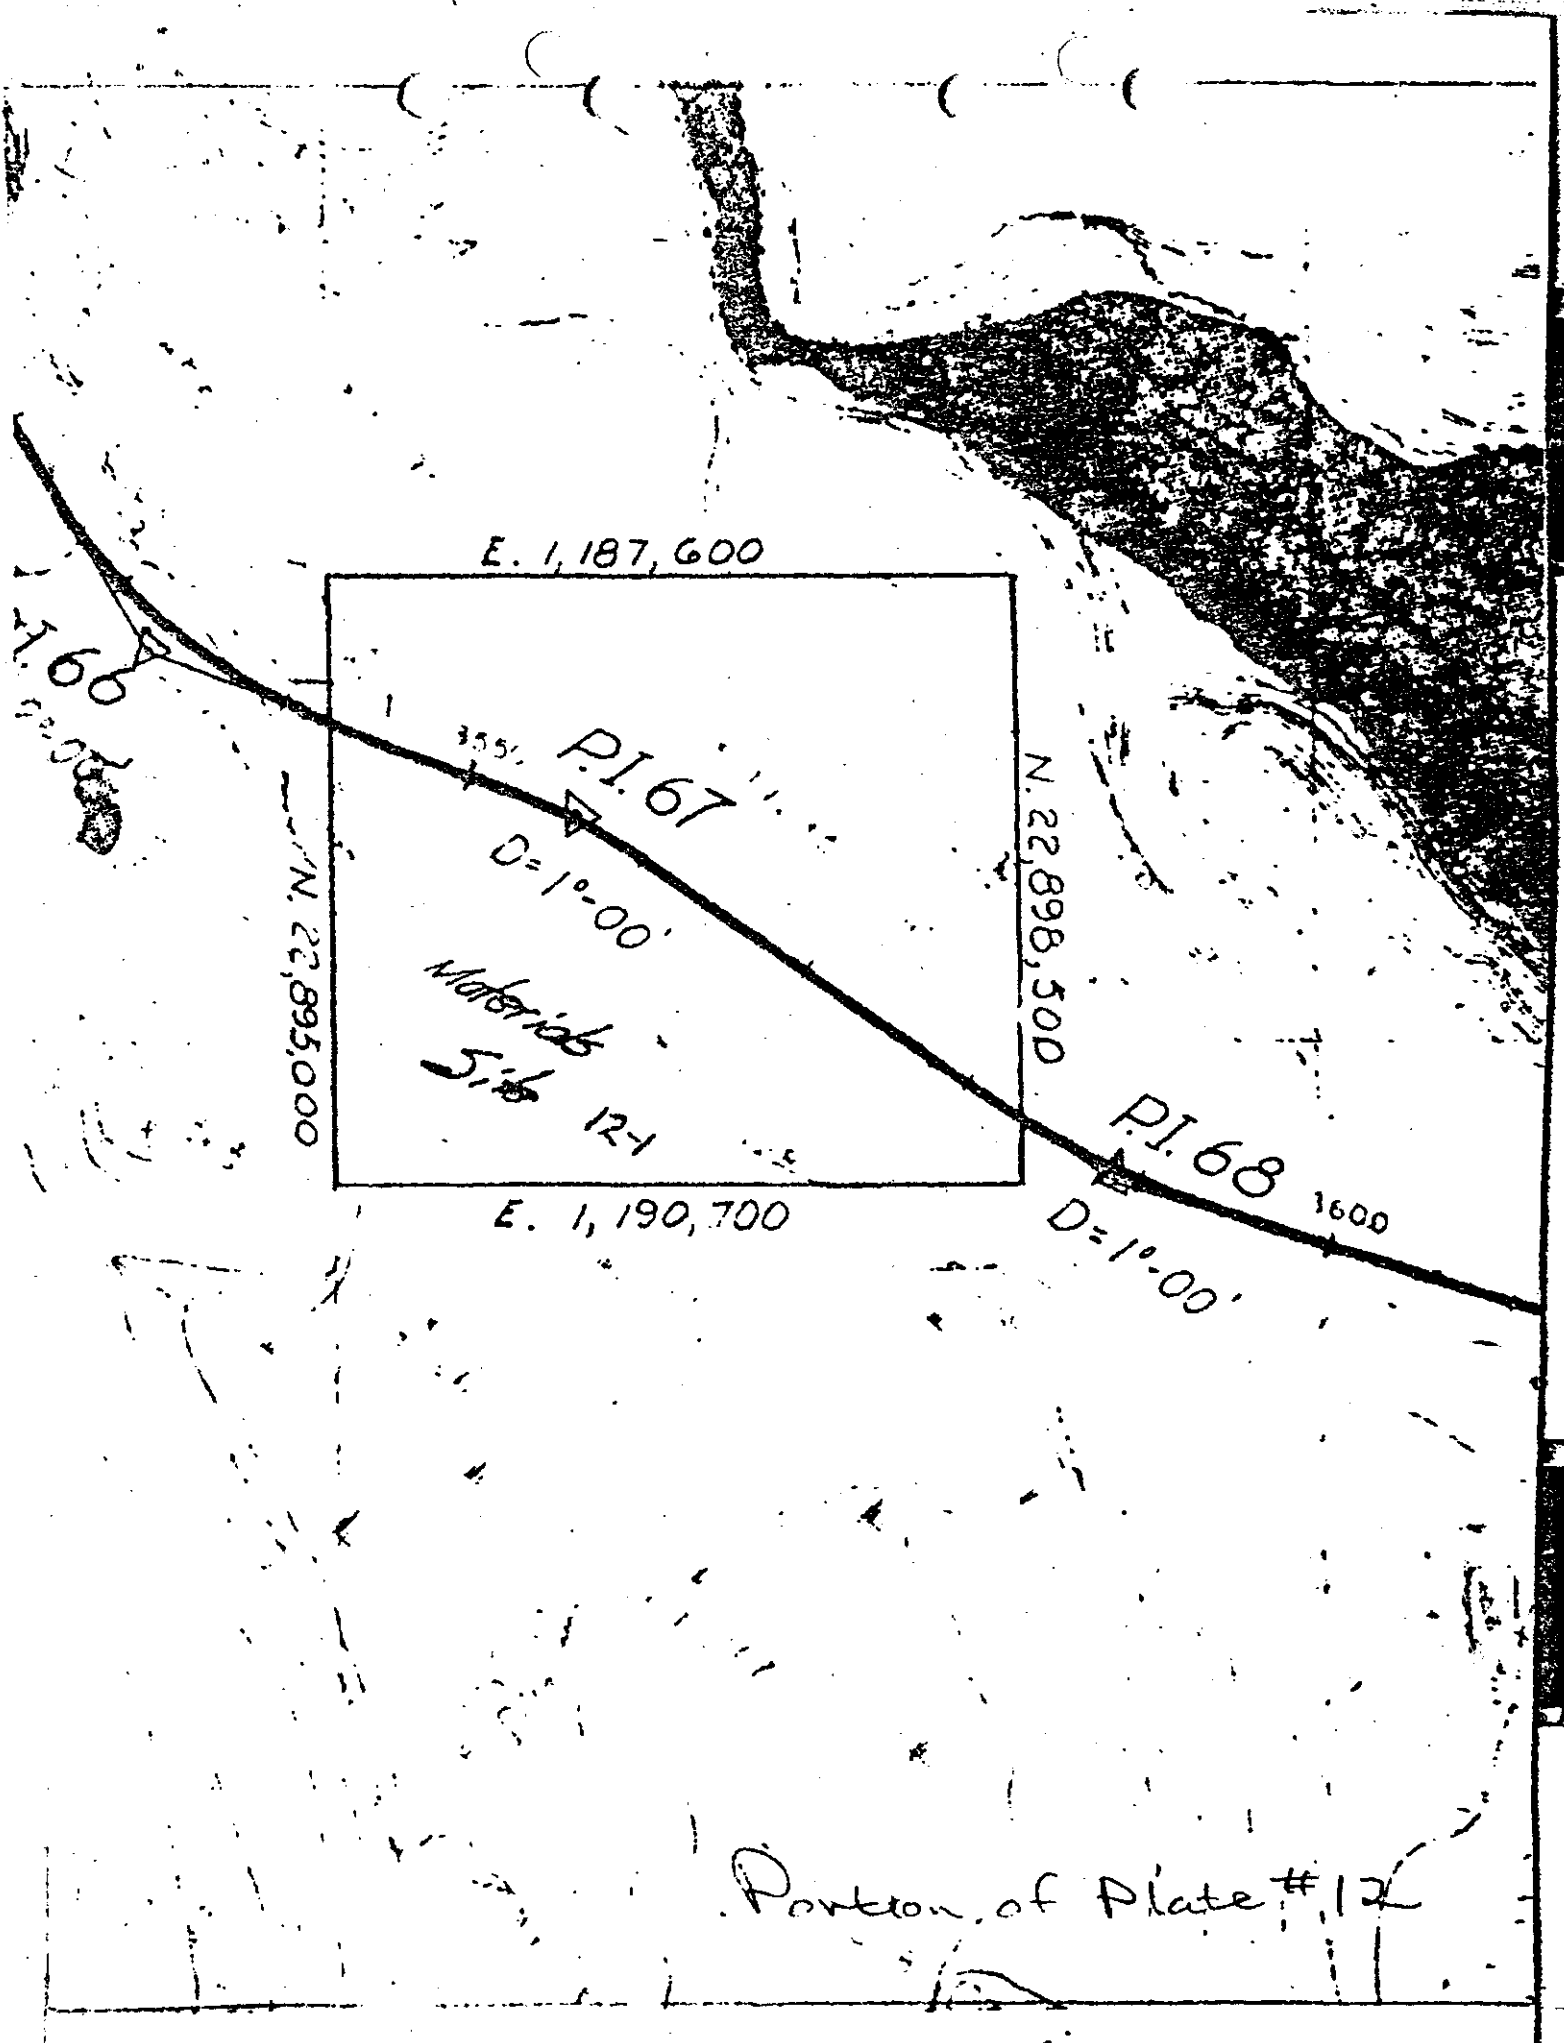 E. 1,187,600
P.I. 67
D=1°-00'
N. 22,898,500
N. 22,895,000
Materials
Site 12-1
E. 1,190,700
P.I. 68
1600
D=1°-00'
Portion of Plate #12